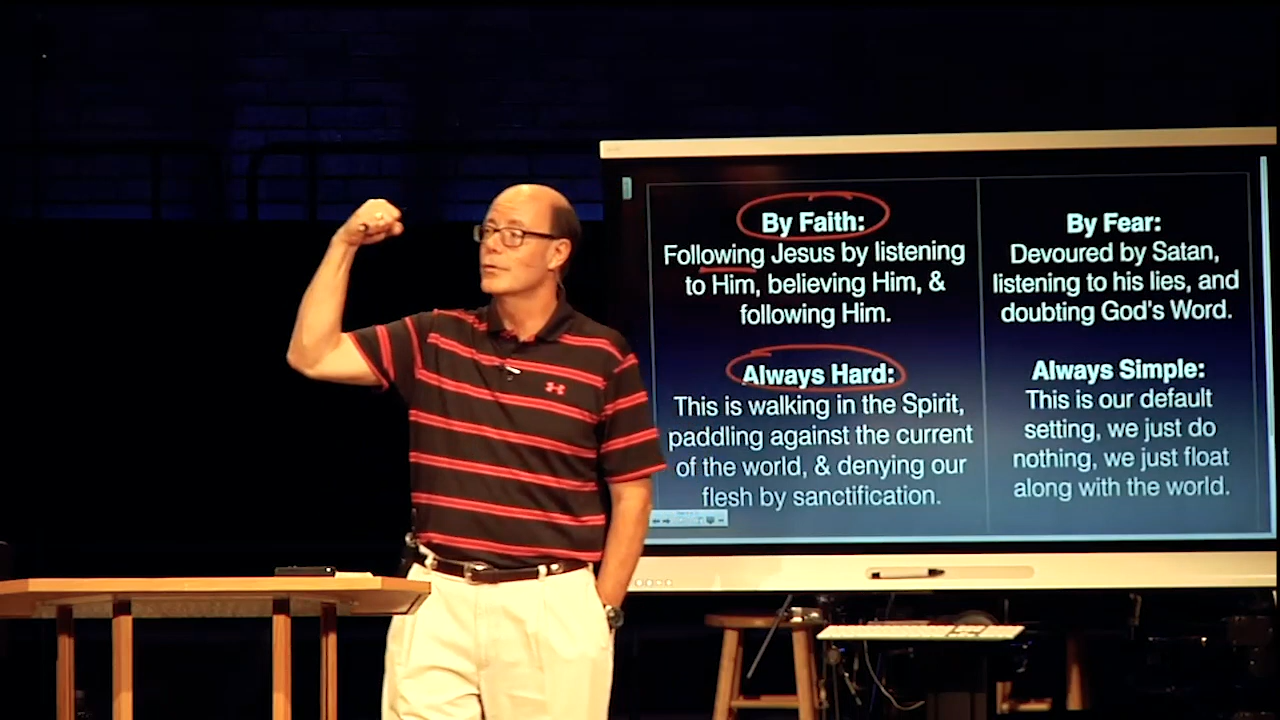 By Faith:
Following Jesus by listening
to Him, believing Him, &
following Him.
Always Hard:
This is walking in the Spirit,
paddling against the current
of the world, & denying our
flesh by sanctification.
By Fear:
Devoured by Satan,
listening to his lies, and
doubting God's Word.
Always Simple:
This is our default
setting, we just do
nothing, we just float
along with the world.